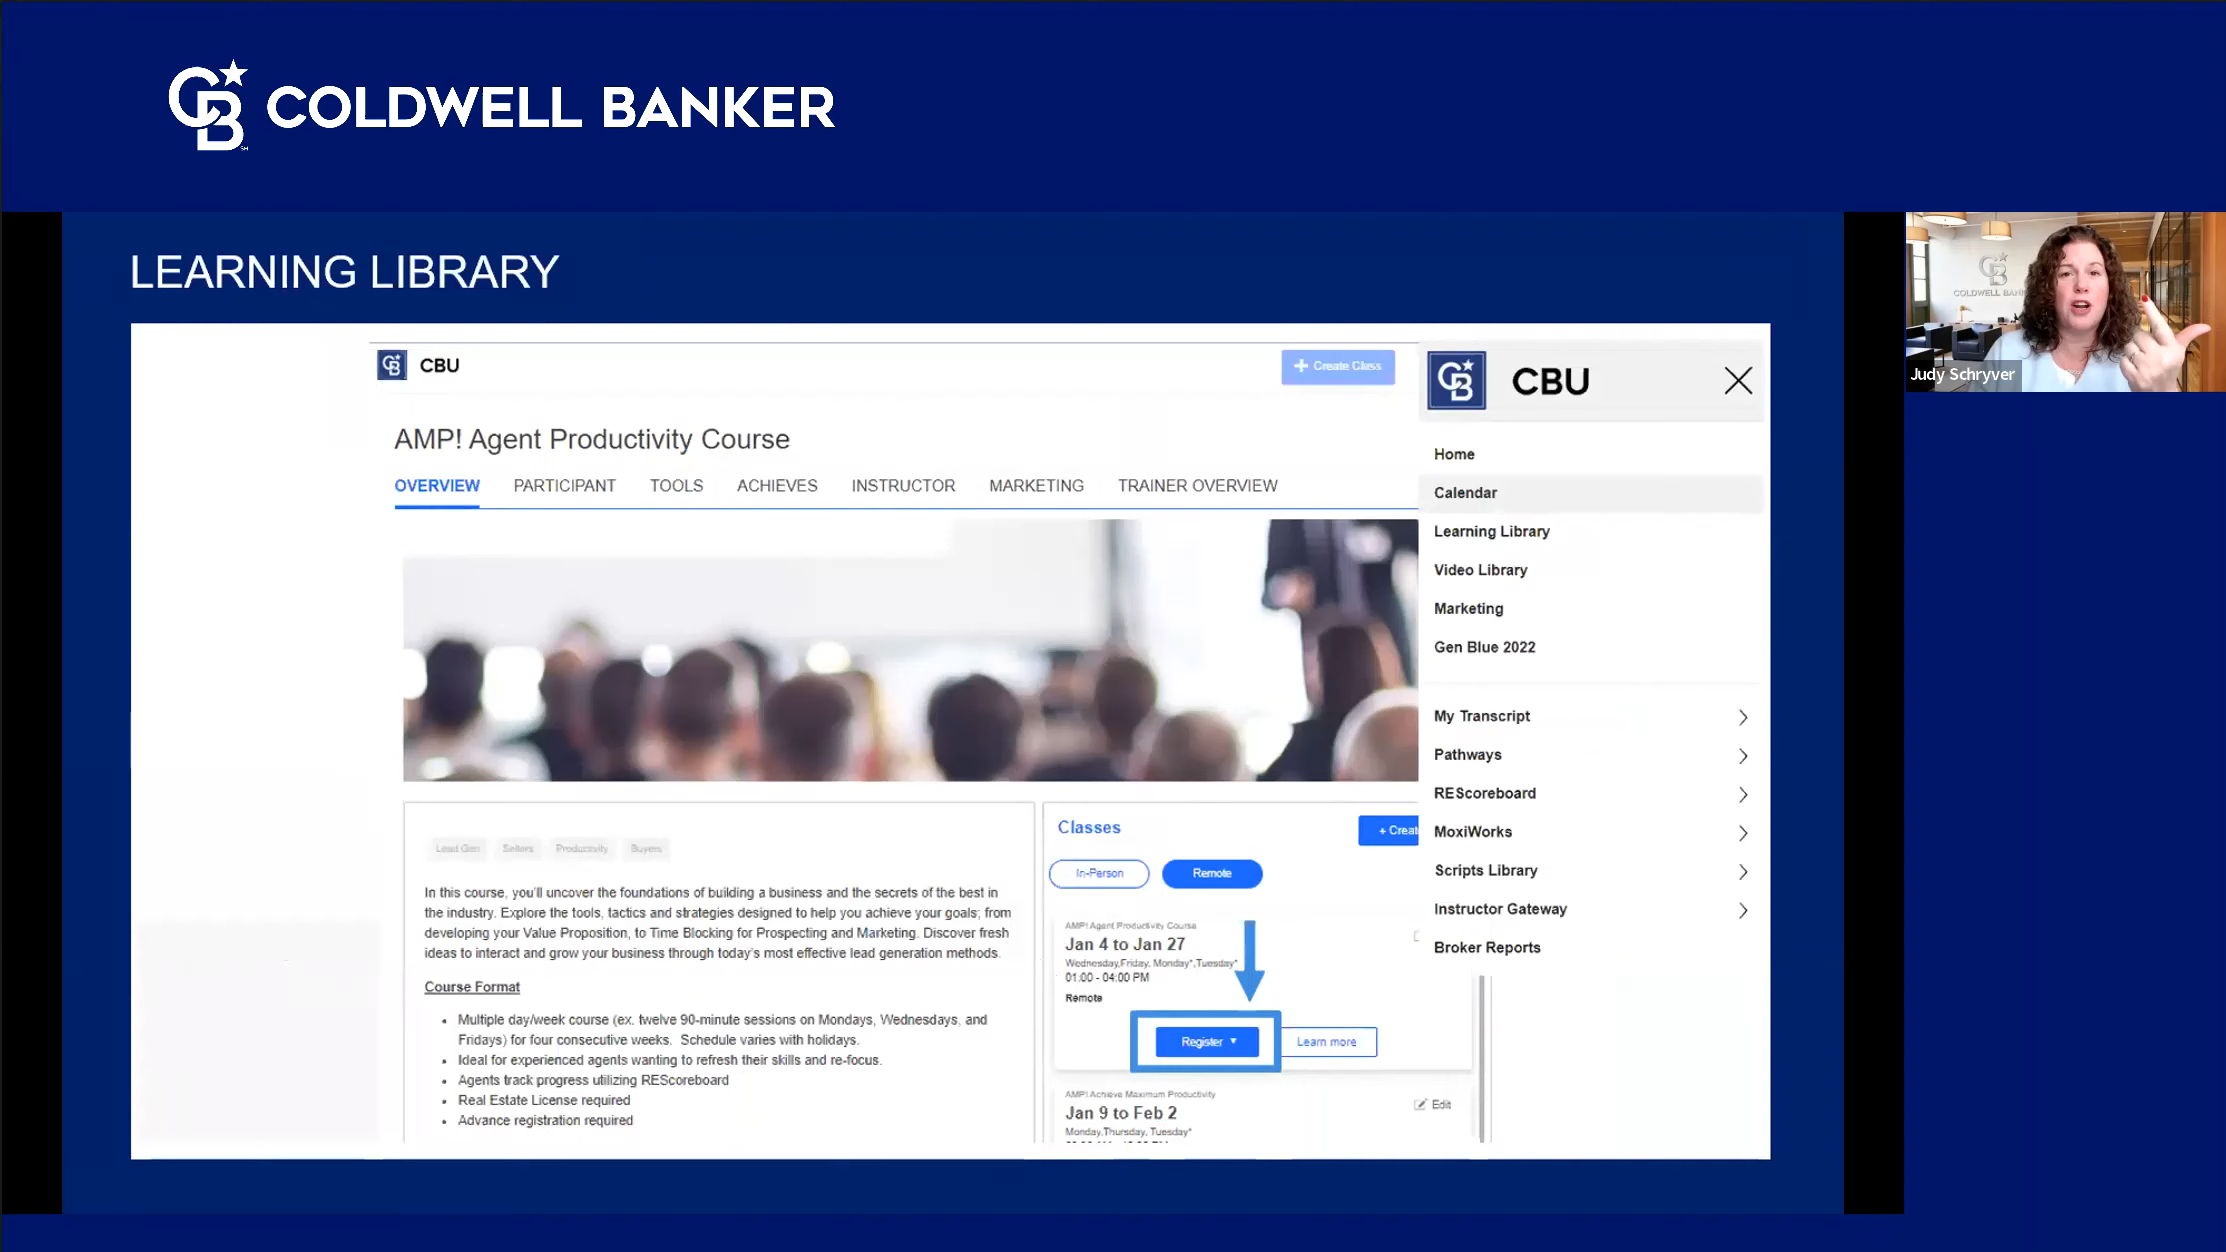 COLDWELL BANKER
LEARNING LIBRARY
CBU
+ Create Class
AMP! Agent Productivity Course
OVERVIEW PARTICIPANT TOOLS ACHIEVES INSTRUCTOR MARKETING TRAINER OVERVIEW
Lead Gen Sellers Productivity Buyers
In this course, you'll uncover the foundations of building a business and the secrets of the best in
the industry. Explore the tools, tactics and strategies designed to help you achieve your goals; from
developing your Value Proposition, to Time Blocking for Prospecting and Marketing. Discover fresh
ideas to interact and grow your business through today's most effective lead generation methods.
Course Format
• Multiple day/week course (ex. twelve 90-minute sessions on Mondays, Wednesdays, and
Fridays) for four consecutive weeks. Schedule varies with holidays.
• Ideal for experienced agents wanting to refresh their skills and re-focus.
• Agents track progress utilizing REScoreboard
• Real Estate License required
• Advance registration required
Classes
+ Creat
In-Person Remote
AMP! Agent Productivity Course
Jan 4 to Jan 27
Wednesday,Friday, Monday*,Tuesday*
01:00 - 04:00 PM
Remote
Register Learn more
AMP! Achieve Maximum Productivity
Edit
Jan 9 to Feb 2
Monday,Thursday, Tuesday*
CBU
Home
Calendar
Learning Library
Video Library
Marketing
Gen Blue 2022
My Transcript
Pathways
REScoreboard
MoxiWorks
Scripts Library
Instructor Gateway
Broker Reports
COLDWELL BAN
Judy Schryver